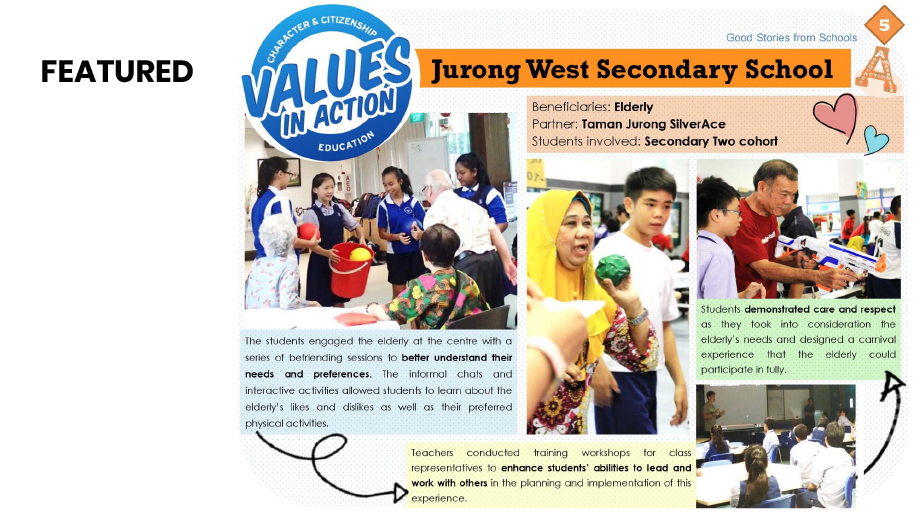 FEATURED
CHARACTER & CITIZENSHIP
VALUES
IN ACTION
EDUCATION
5
Good Stories from Schools
Jurong West Secondary School
Beneficiaries: Elderly
Partner: Taman Jurong SilverAce
Students involved: Secondary Two cohort
The students engaged the elderly at the centre with a
series of befriending sessions to better understand their
needs and preferences. The informal chats and
interactive activities allowed students to learn about the
elderly's likes and dislikes as well as their preferred
physical activities.
Teachers conducted training workshops for class
representatives to enhance students' abilities to lead and
work with others in the planning and implementation of this
experience.
Students demonstrated care and respect
as they took into consideration the
elderly's needs and designed a carnival
experience that the elderly could
participate in fully.